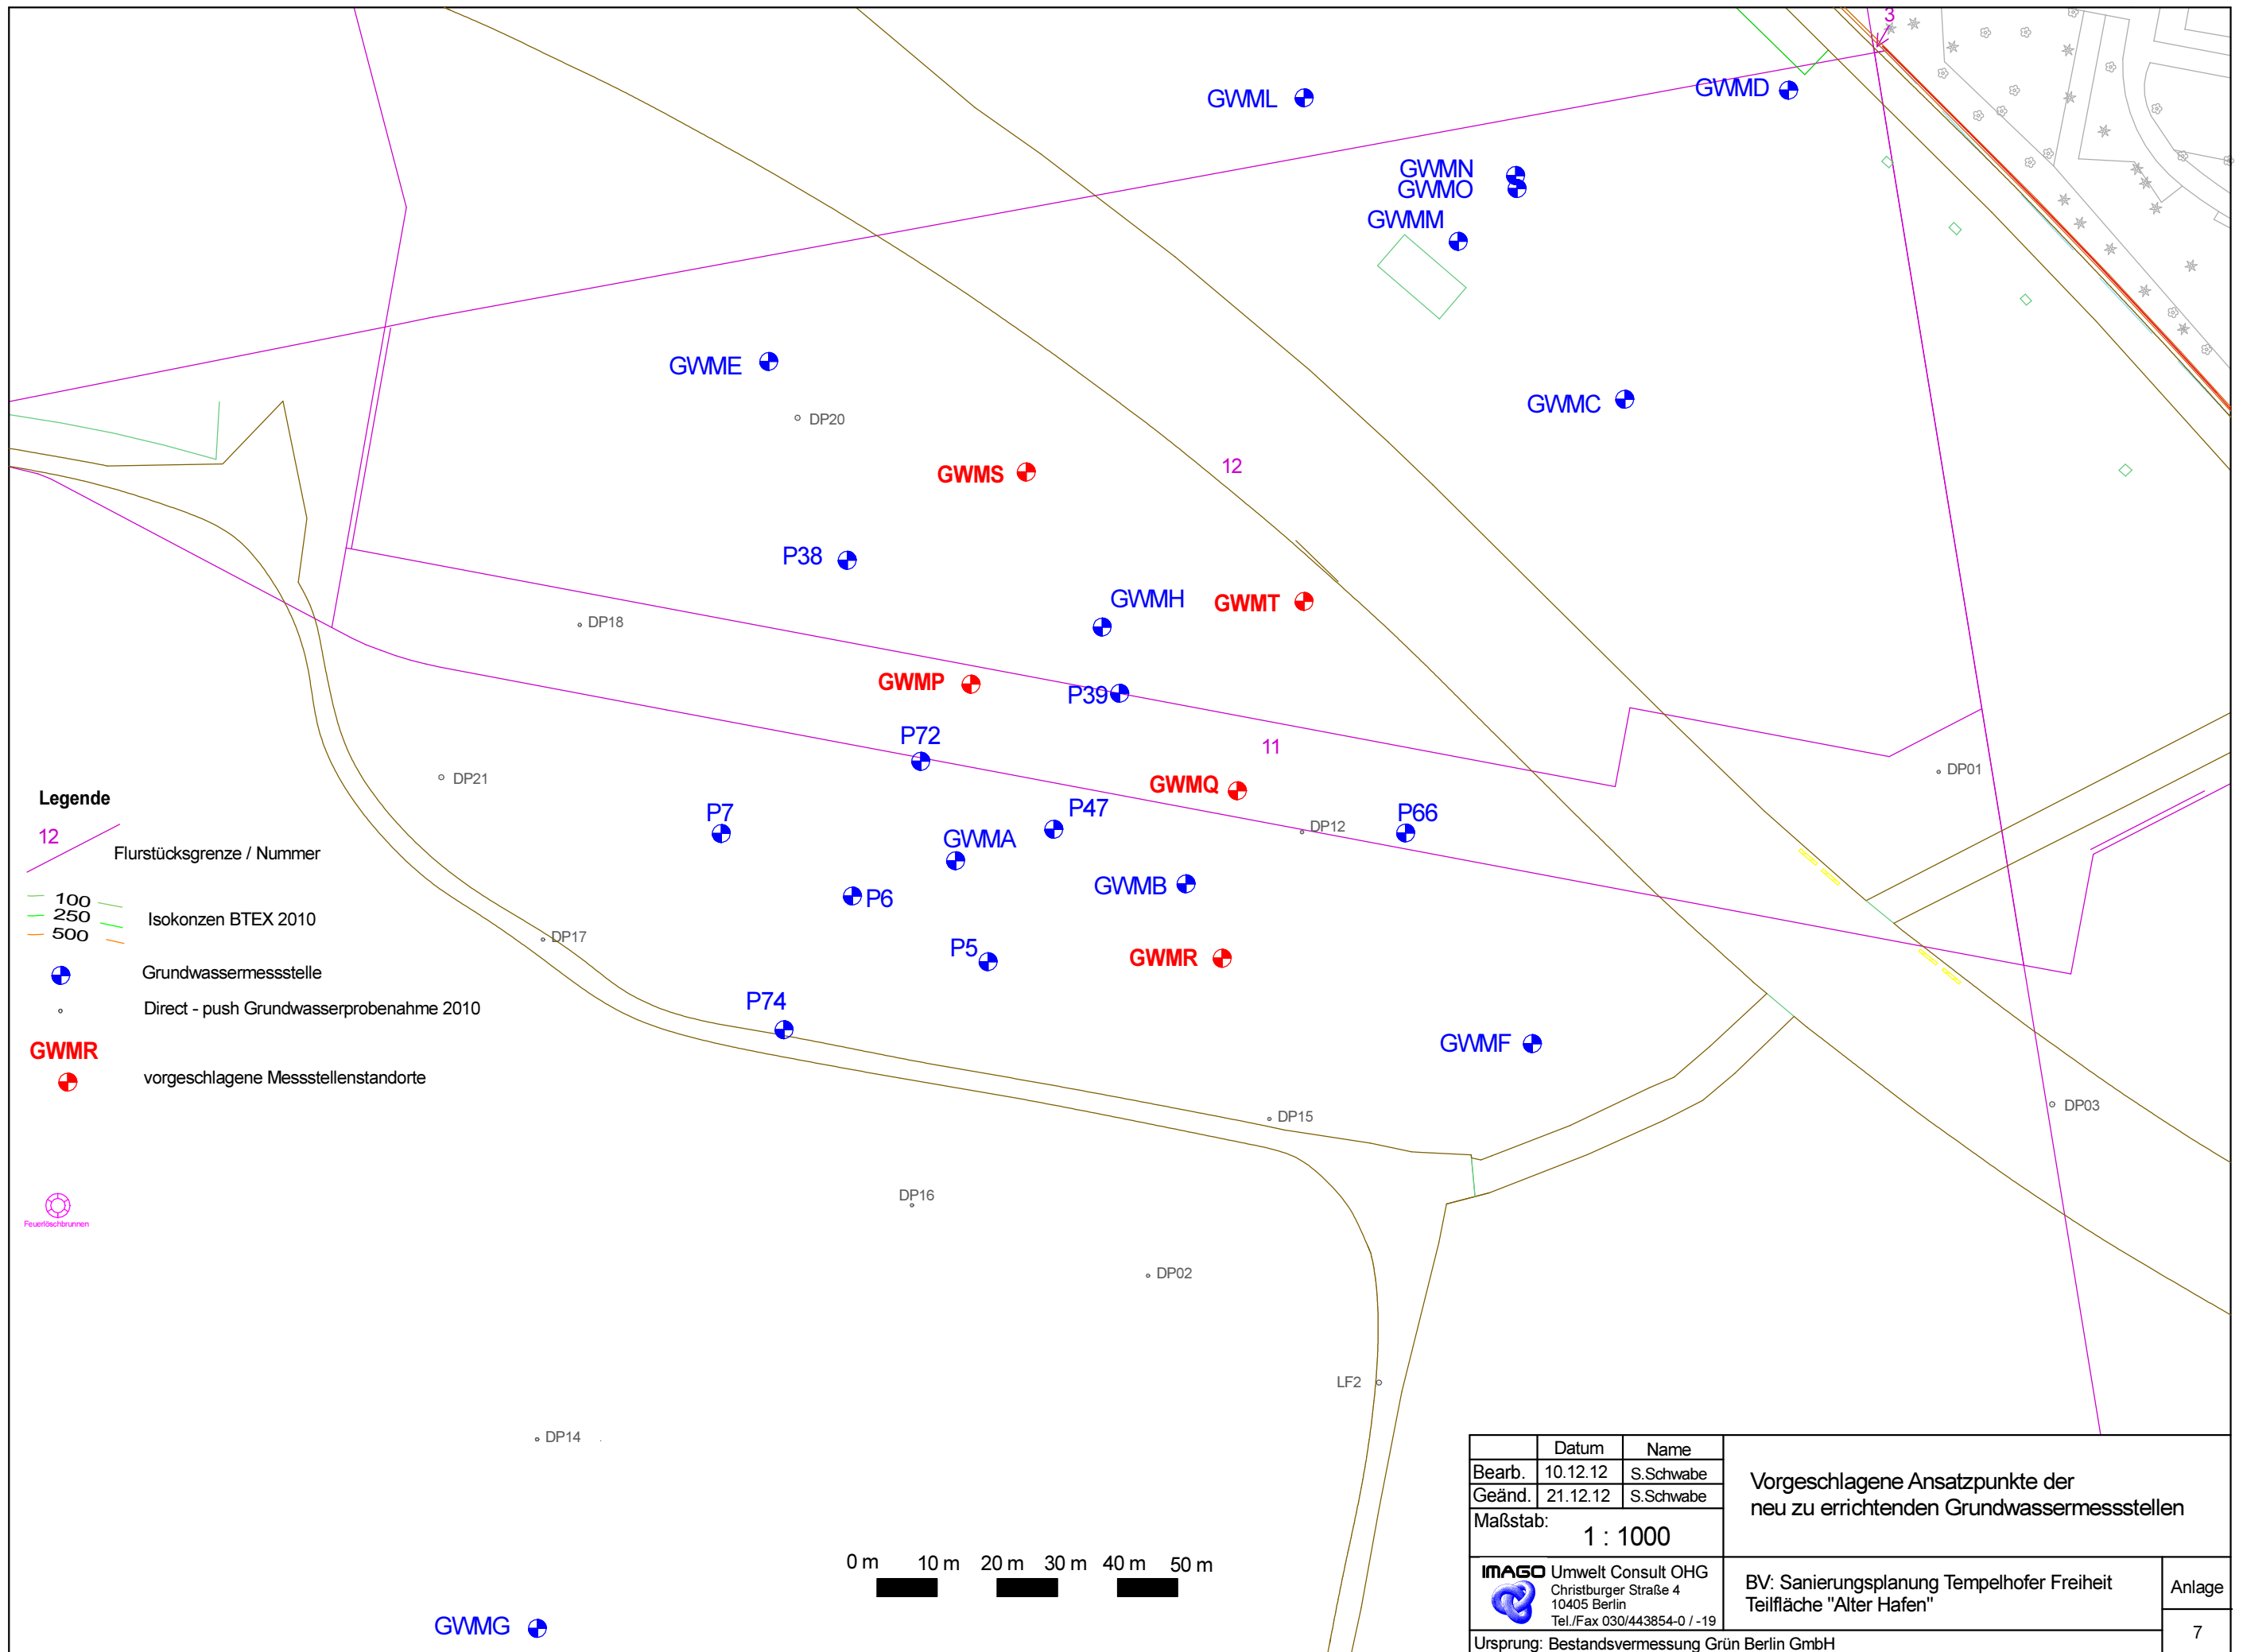 3
GWML
GWMD
GWMN
GWMO
GWMM
GWME
GWMC
DP20
12
GWMS
P38
GWMH
GWMT
DP18
GWMP
P39
P72
11
DP21
GWMQ
DP01
P7
P47
P66
DP12
GWMA
GWMB
P6
DP17
P5
GWMR
P74
GWMF
DP15
DP03
DP16
DP02
LF2
DP14
GWMG
Legende
12
Flurstücksgrenze / Nummer
100
250
500
Isokonzen BTEX 2010
Grundwassermessstelle
Direct - push Grundwasserprobenahme 2010
GWMR
vorgeschlagene Messstellenstandorte
Feuerlöschbrunnen
0 m 10 m 20 m 30 m 40 m 50 m
Datum Name
Bearb. 10.12.12 S.Schwabe
Geänd. 21.12.12 S.Schwabe
Maßstab:
1 : 1000
Vorgeschlagene Ansatzpunkte der
neu zu errichtenden Grundwassermessstellen
IMAGO Umwelt Consult OHG
Christburger Straße 4
10405 Berlin
Tel./Fax 030/443854-0 / -19
BV: Sanierungsplanung Tempelhofer Freiheit
Teilfläche "Alter Hafen"
Anlage
7
Ursprung: Bestandsvermessung Grün Berlin GmbH